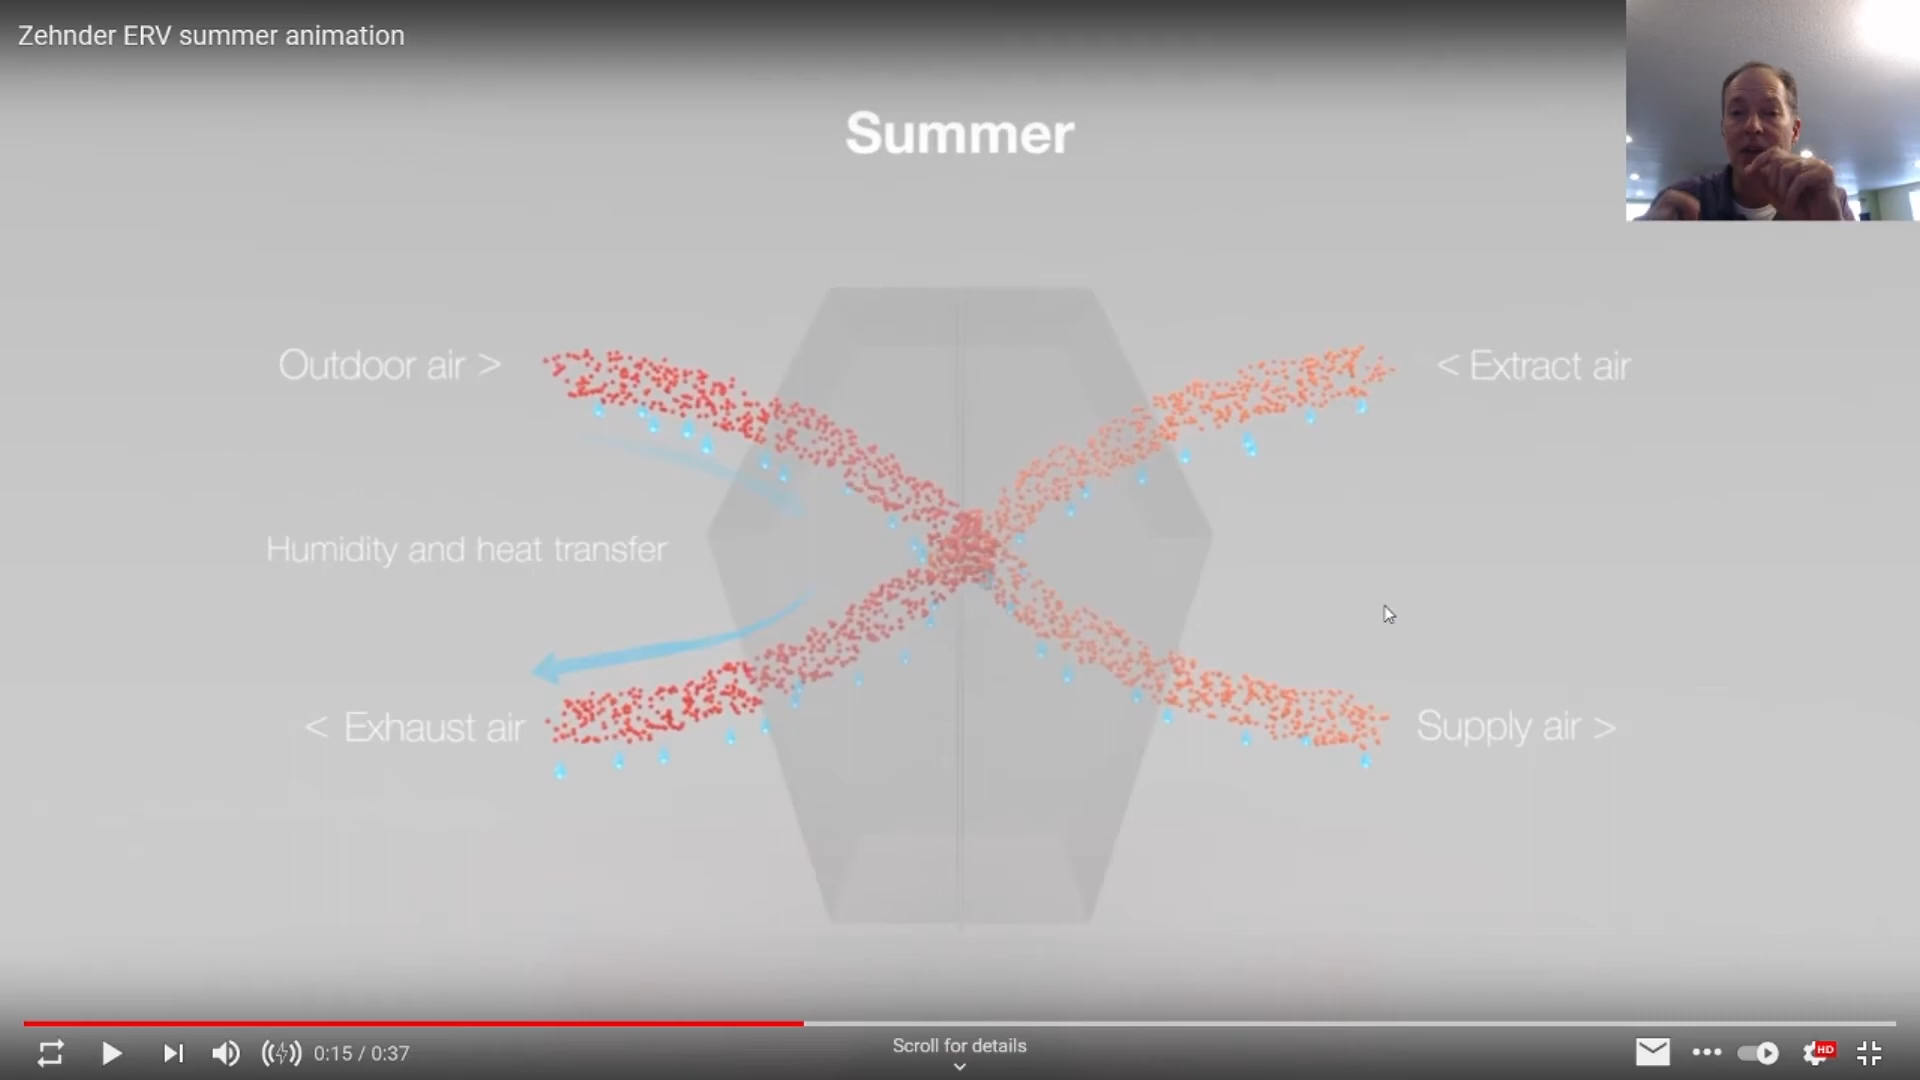 Zehnder ERV summer animation
Summer
Outdoor air >
< Extract air
Humidity and heat transfer
< Exhaust air
Supply air >
0:15 / 0:37
Scroll for details
HD